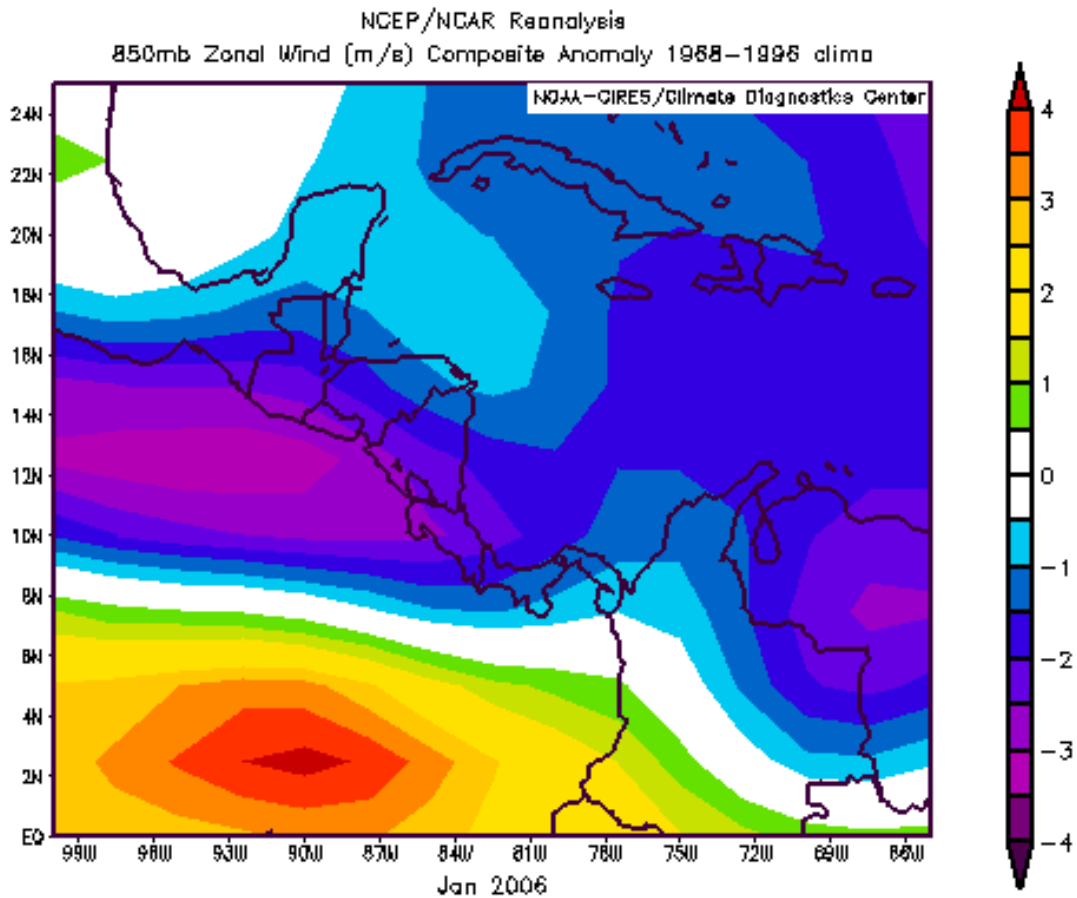 NCEP/NCAR Reanalysis
850mb Zonal Wind (m/s) Composite Anomaly 1968-1996 clima
NOAA-CIRES/Climate Diagnostics Center
24N
22N
20N
18N
16N
14N
12N
10N
8N
6N
4N
2N
EQ
99W 96W 93W 90W 87W 84W 81W 78W 75W 72W 69W 66W
Jan 2006
4
3
2
1
0
-1
-2
-3
-4